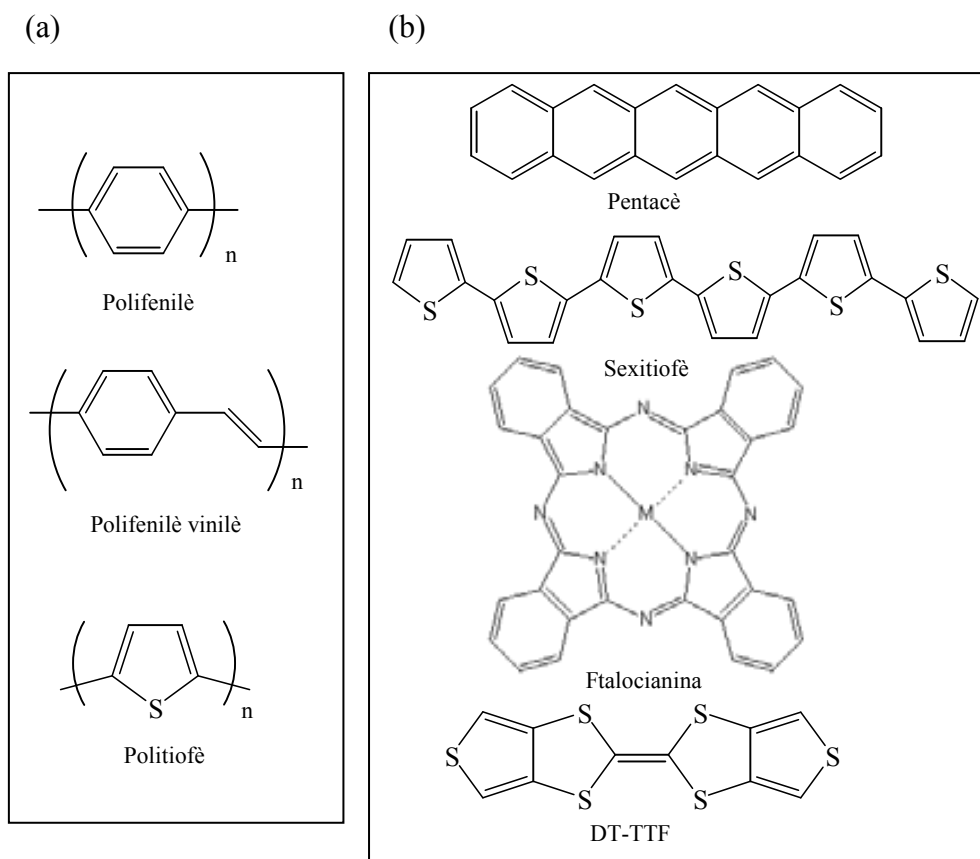 (a)
(b)
n
Polifenilè
n
Polifenilè vinilè
S
n
Politiofè
Pentacè
S
S
S
S
S
S
Sexitiofè
N
N
N
N
M
N
N
N
N
Ftalocianina
S
S
S
S
S
S
DT-TTF